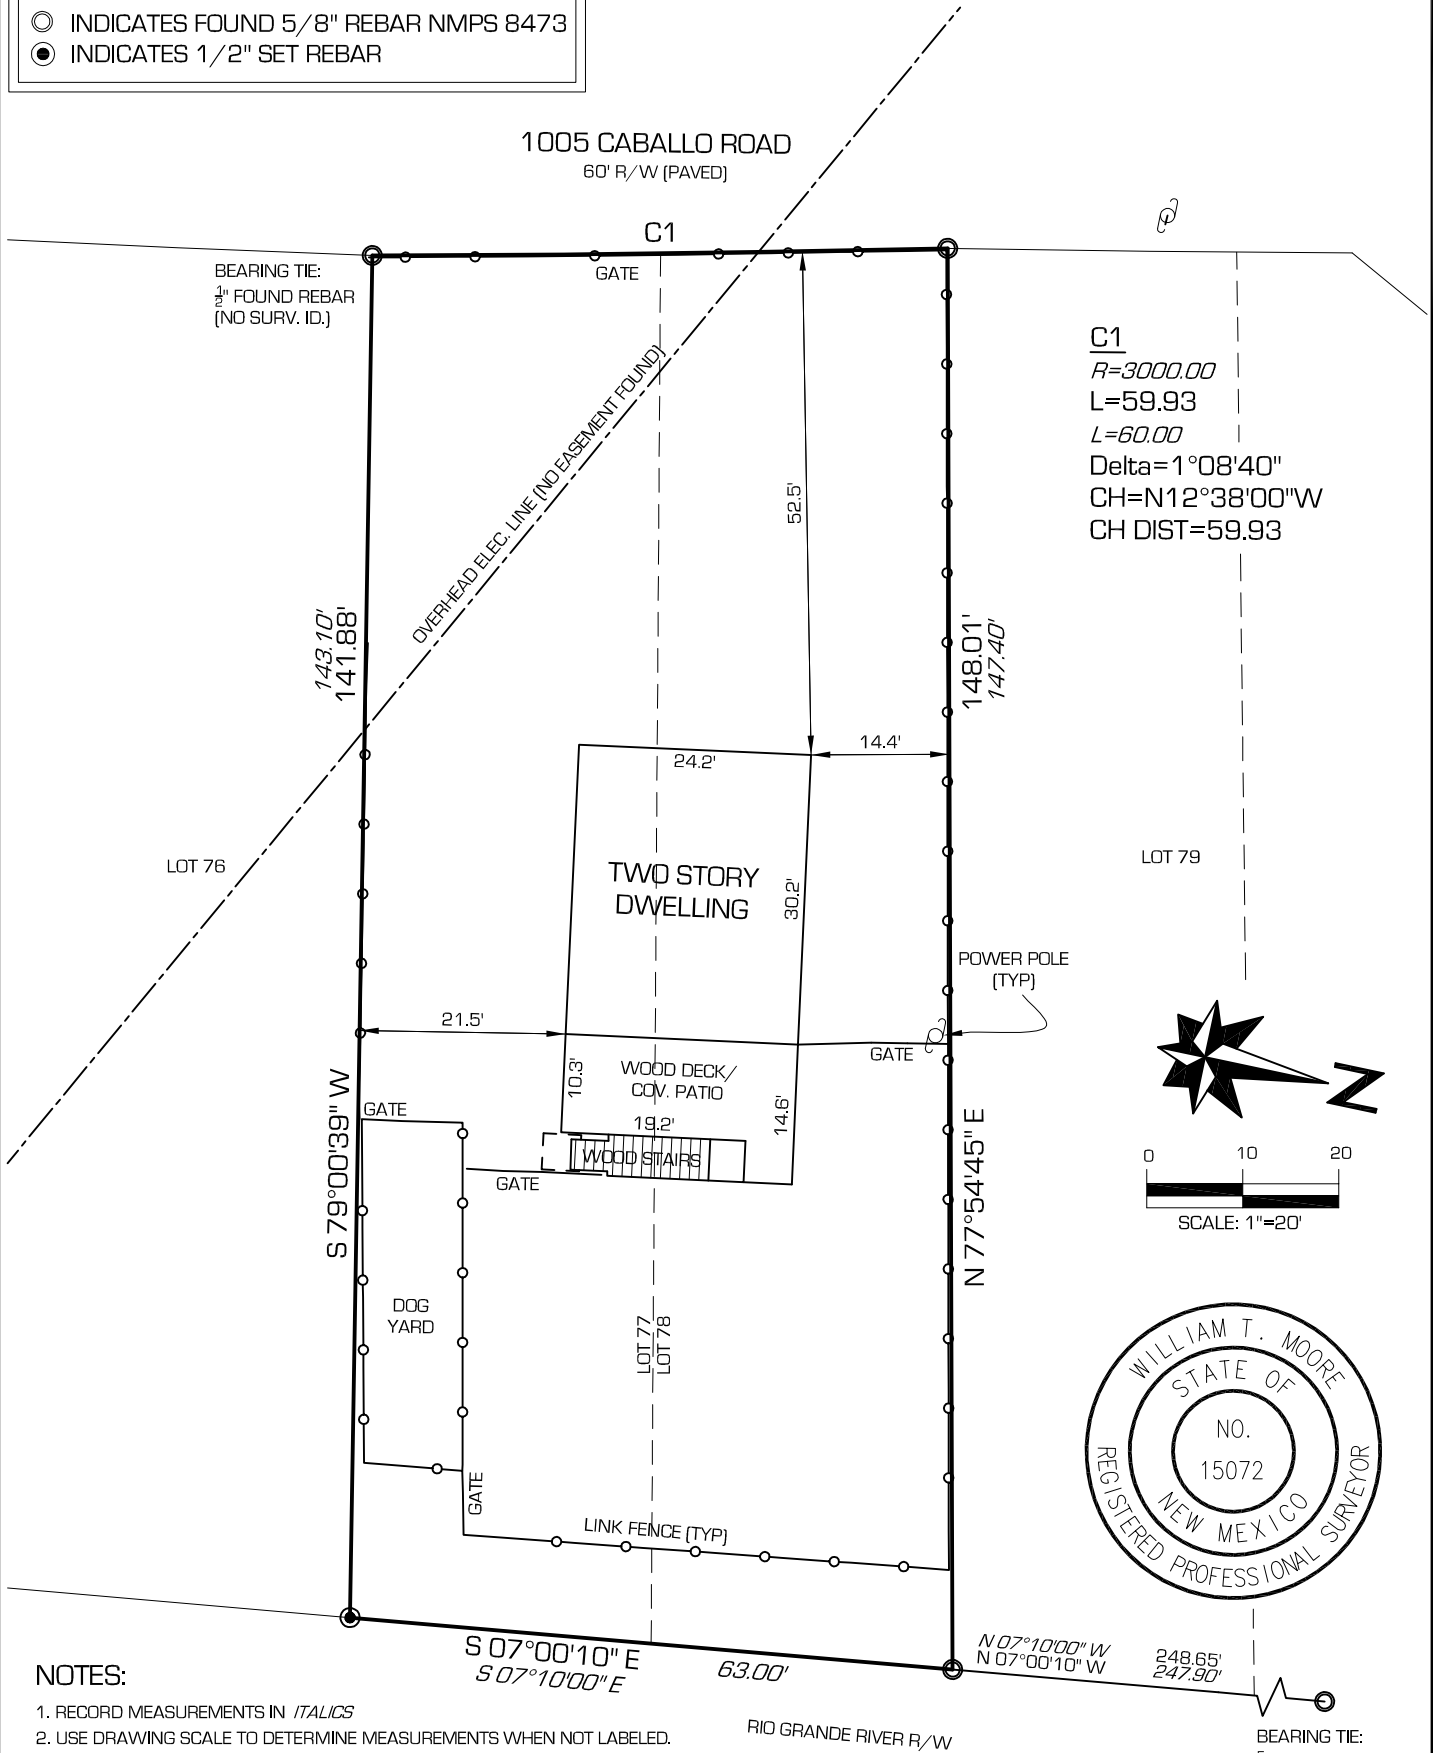 INDICATES FOUND 5/8" REBAR NMPS 8473
INDICATES 1/2" SET REBAR
1005 CABALLO ROAD
60' R/W (PAVED)
C1
GATE
BEARING TIE:
1/2" FOUND REBAR
(NO SURV. ID.)
C1
R=3000.00
L=59.93
L=60.00
Delta=1°08'40"
CH=N12°38'00"W
CH DIST=59.93
OVERHEAD ELEC. LINE (NO EASEMENT FOUND)
52.5'
143.10'
141.88'
148.01'
147.40'
14.4'
24.2'
TWO STORY
DWELLING
30.2'
LOT 76
LOT 79
POWER POLE
(TYP)
21.5'
GATE
WOOD DECK/
COV. PATIO
10.3'
14.6'
19.2'
WOOD STAIRS
GATE
GATE
S 79°00'39" W
N 77°54'45" E
N
0 10 20
SCALE: 1"=20'
DOG
YARD
LOT 77
LOT 78
GATE
LINK FENCE (TYP)
WILLIAM T. MOORE
REGISTERED PROFESSIONAL SURVEYOR
STATE OF
NEW MEXICO
NO.
15072
S 07°00'10" E
S 07°10'00" E 63.00'
N 07°10'00" W
N 07°00'10" W
248.65'
247.90'
NOTES:
1. RECORD MEASUREMENTS IN ITALICS
2. USE DRAWING SCALE TO DETERMINE MEASUREMENTS WHEN NOT LABELED.
RIO GRANDE RIVER R/W
BEARING TIE: